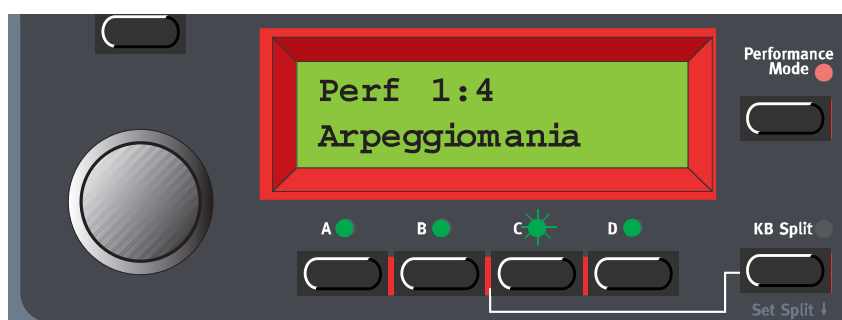 Performance
Mode
Perf 1:4
Arpeggiomania
A
B
C
D
KB Split
Set Split ↓